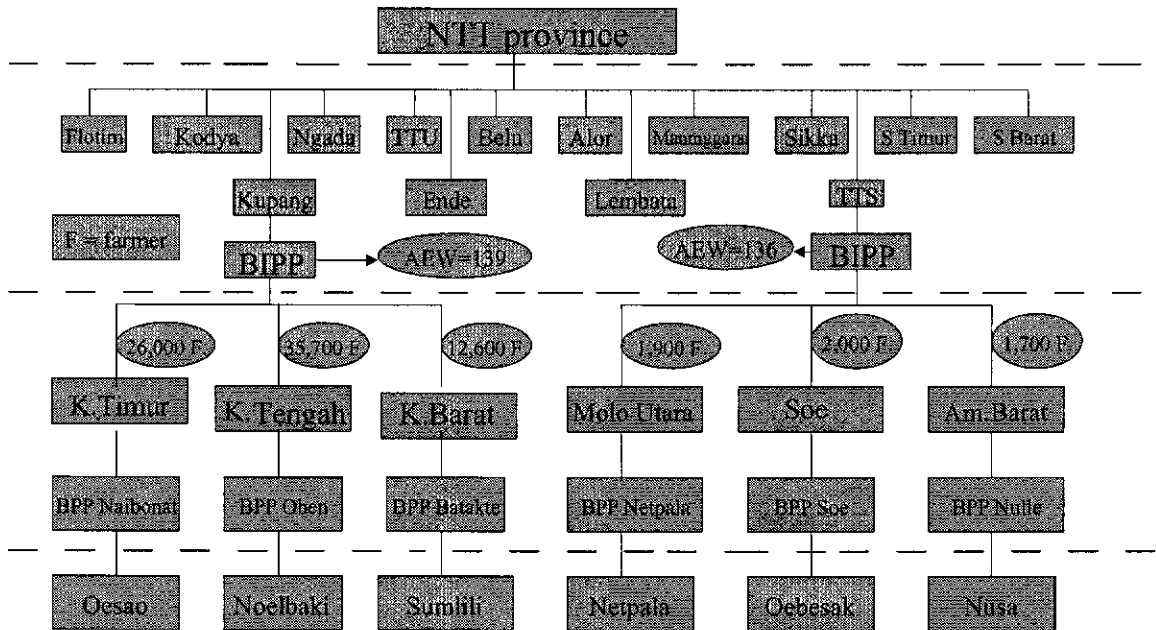 NTT province
Flotim
Kodya
Ngada
TTU
Belu
Alor
Sikka
S Timur
S Barat
Kupang
Ende
Lembata
TTS
F = farmer
BIPP
AEW=139
AEW=136
BIPP
26,000 F.
35,700 F.
12,600 F.
1,900 F.
2,000 F.
1,700 F.
K.Timur
K.Tengah
K.Barat
Molo Utara
Soe
Am.Barat
BPP Naibonat
BPP Oben
BPP Batakte
BPP Netpala
BPP Soe
BPP Nulle
Oesao
Noelbaki
Sumlili
Netpala
Oebesak
Nusa